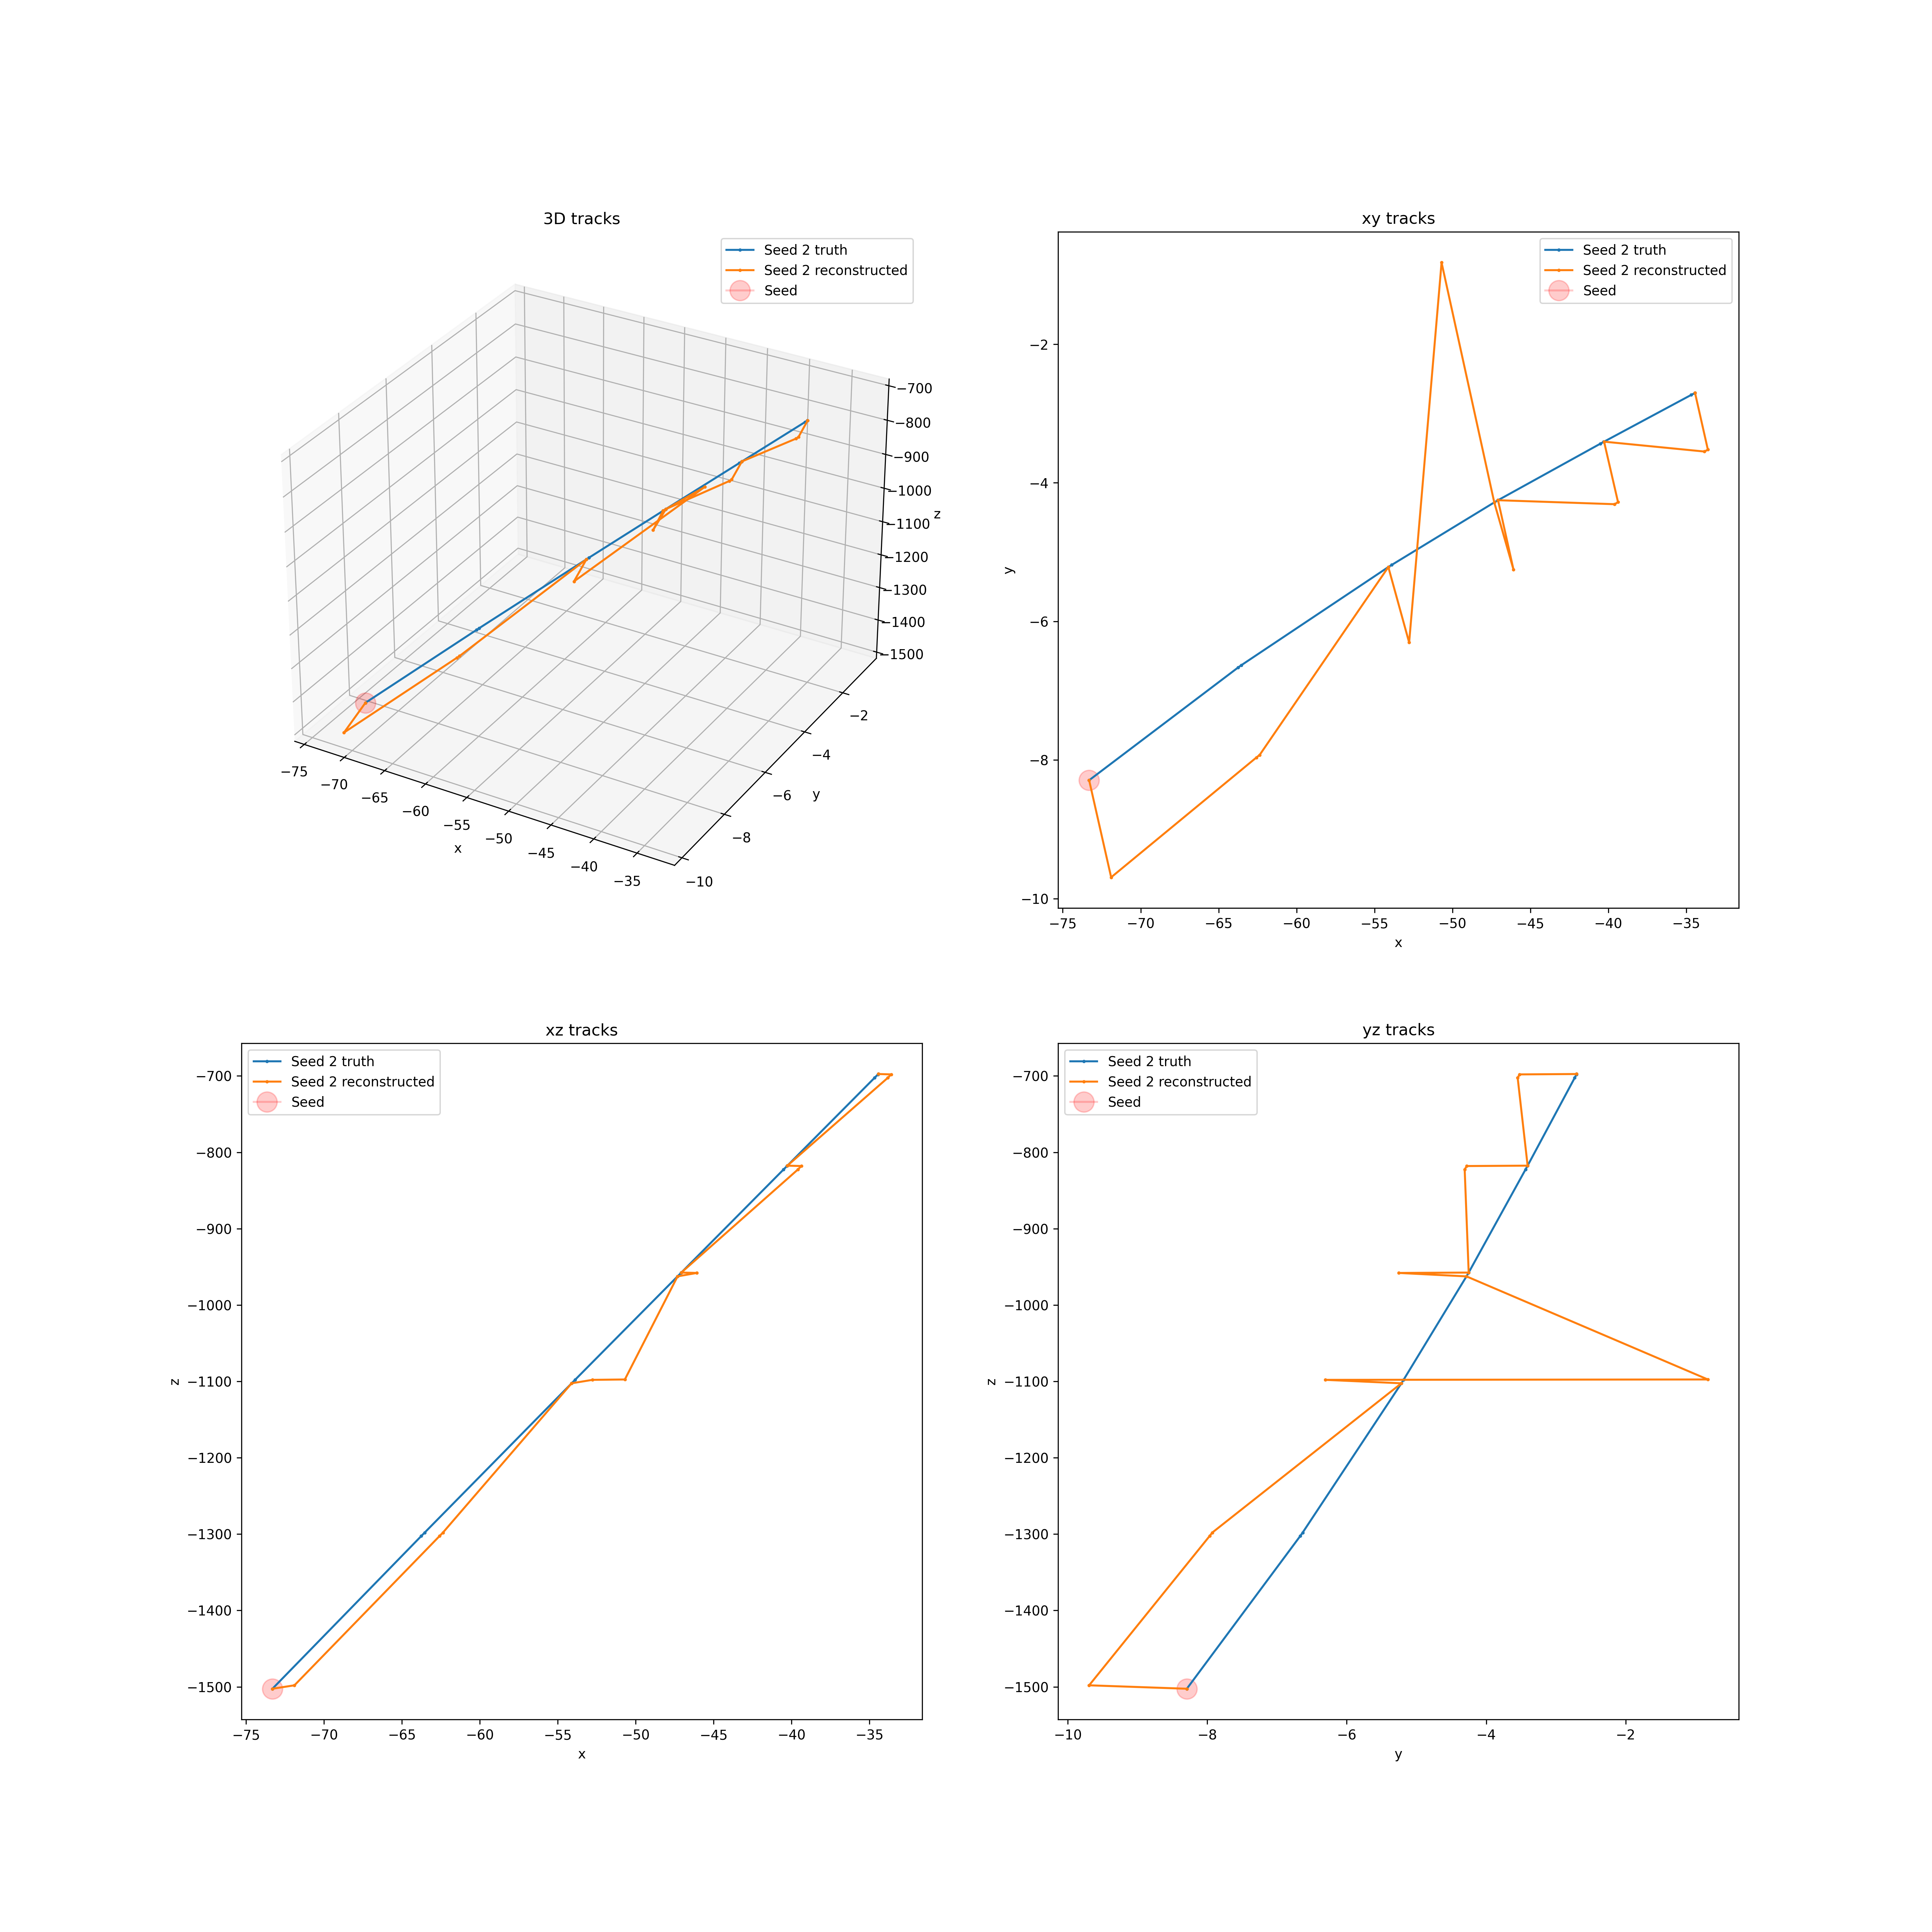 3D tracks
Seed 2 truth
Seed 2 reconstructed
Seed
−700
−800
−900
−1000
−1100
−1200
−1300
−1400
−1500
z
−2
−4
−6
−8
−10
y
−75
−70
−65
−60
−55
−50
−45
−40
−35
x
xy tracks
Seed 2 truth
Seed 2 reconstructed
Seed
−2
−4
−6
−8
−10
y
−75 −70 −65 −60 −55 −50 −45 −40 −35
x
xz tracks
Seed 2 truth
Seed 2 reconstructed
Seed
−700
−800
−900
−1000
−1100
−1200
−1300
−1400
−1500
z
−75 −70 −65 −60 −55 −50 −45 −40 −35
x
yz tracks
Seed 2 truth
Seed 2 reconstructed
Seed
−700
−800
−900
−1000
−1100
−1200
−1300
−1400
−1500
z
−10 −8 −6 −4 −2
y